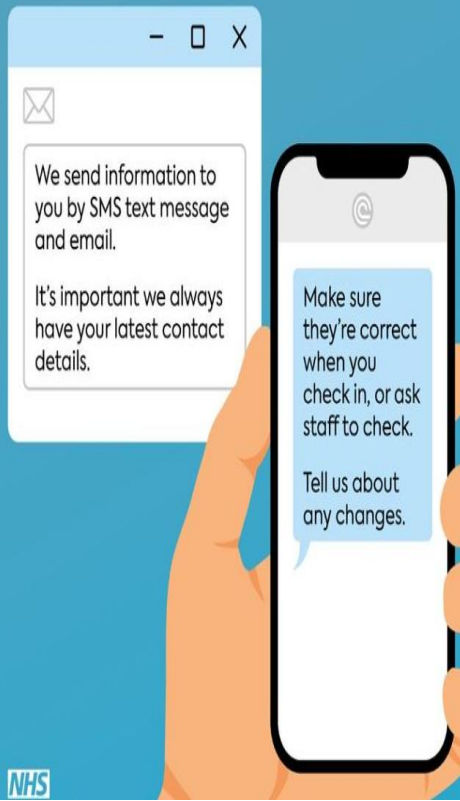 We send information to
you by SMS text message
and email.
It's important we always
have your latest contact
details.
Make sure
they're correct
when you
check in, or ask
staff to check.
Tell us about
any changes.
NHS